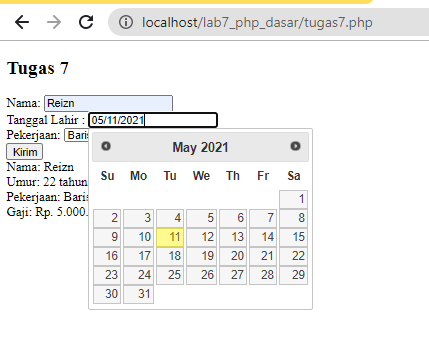 localhost/lab7_php_dasar/tugas7.php
Tugas 7
Nama: Reizn
Tanggal Lahir : 05/11/2021
Pekerjaan: Baris
Kirim
Nama: Reizn
Umur: 22 tahun
Pekerjaan: Baris
Gaji: Rp. 5.000.
May 2021
Su Mo Tu We Th Fr Sa
1
2 3 4 5 6 7 8
9 10 11 12 13 14 15
16 17 18 19 20 21 22
23 24 25 26 27 28 29
30 31